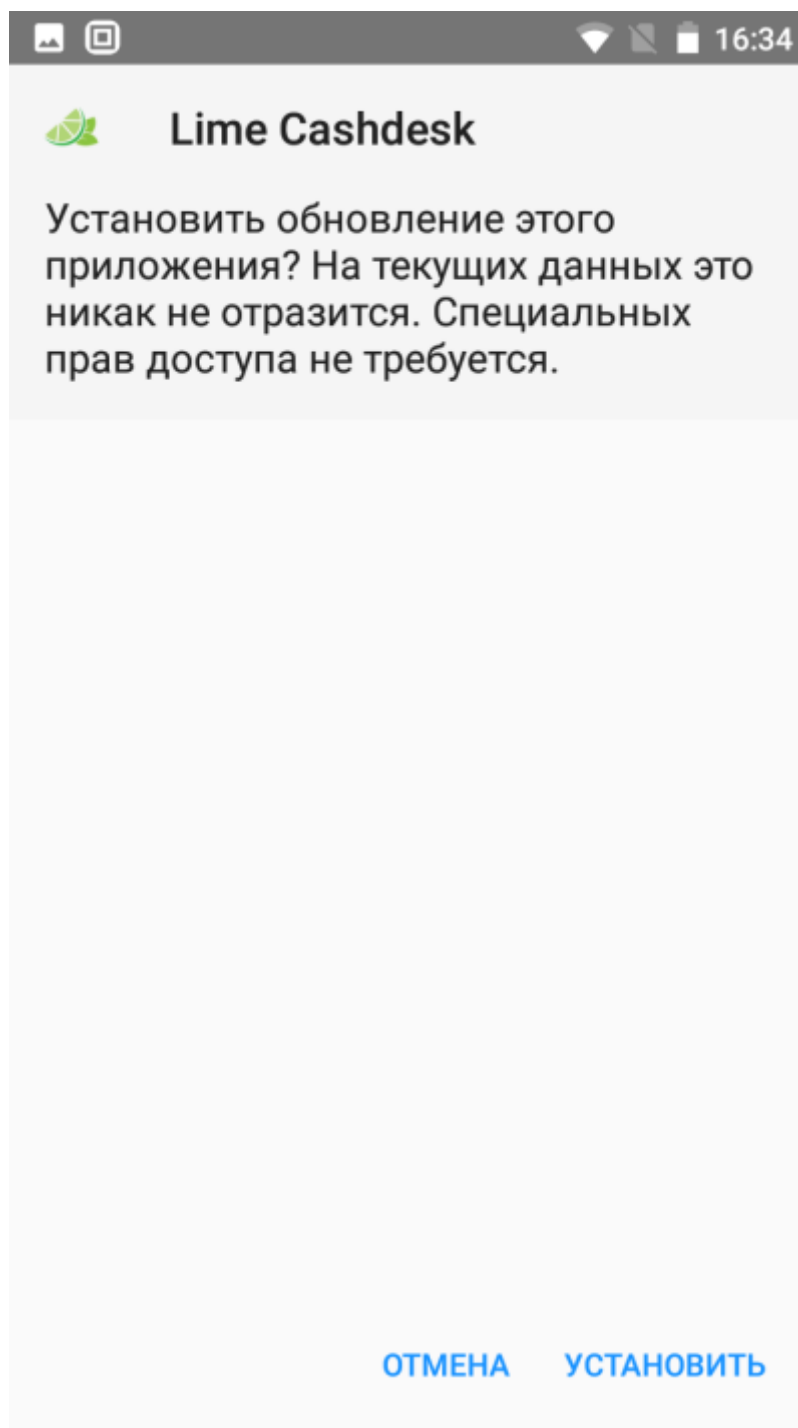 16:34
Lime Cashdesk
Установить обновление этого
приложения? На текущих данных это
никак не отразится. Специальных
прав доступа не требуется.
ОТМЕНА УСТАНОВИТЬ